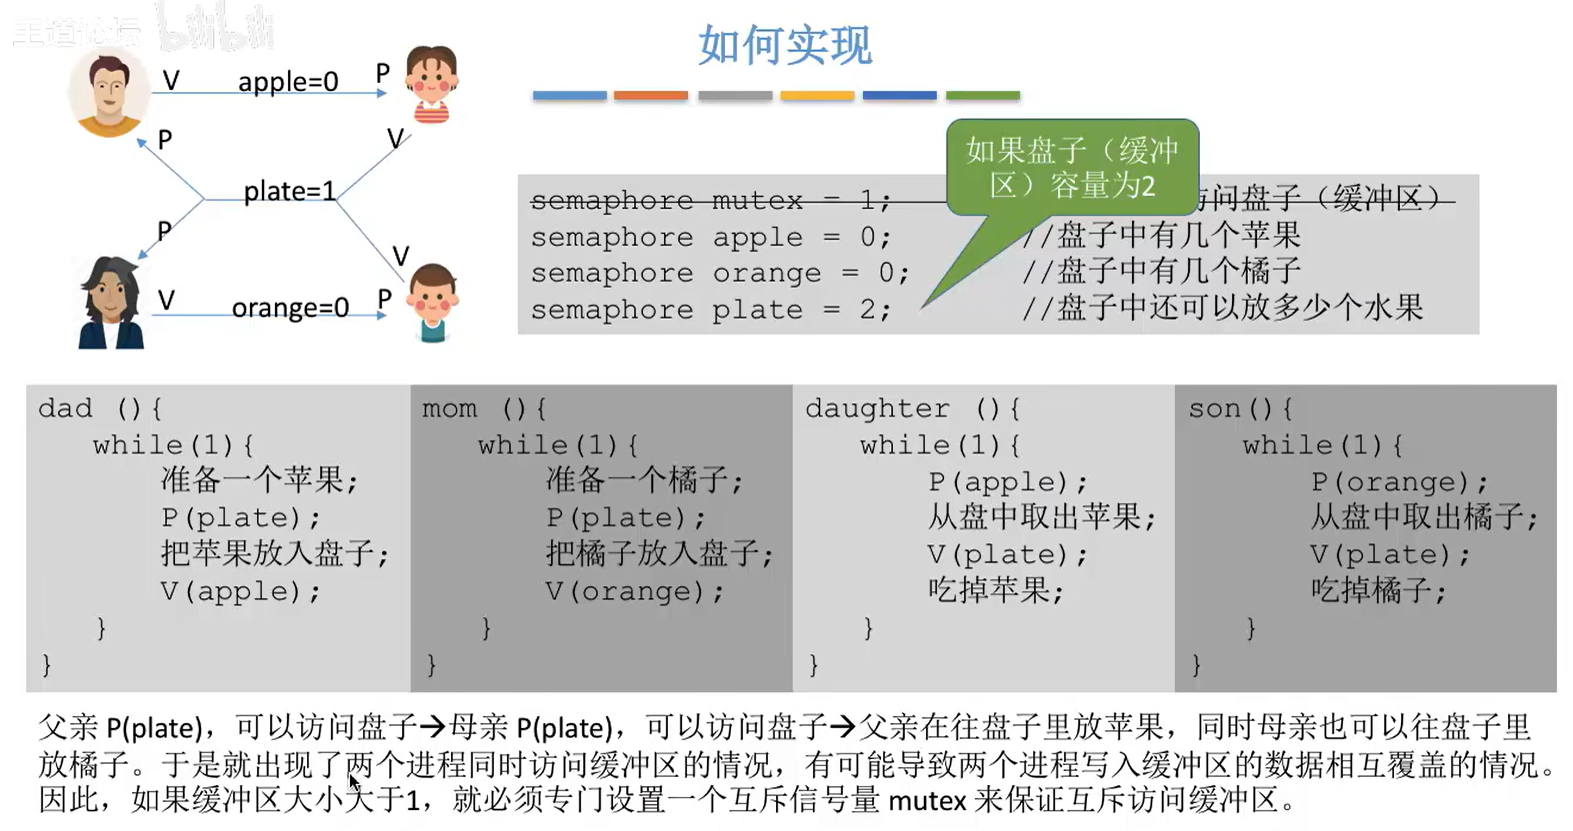 王道论坛 bilibili
如何实现
V apple=0 P
P V
plate=1
P V
V orange=0 P
如果盘子（缓冲
区）容量为2
semaphore mutex = 1; 访问盘子（缓冲区）
semaphore apple = 0; //盘子中有几个苹果
semaphore orange = 0; //盘子中有几个橘子
semaphore plate = 2; //盘子中还可以放多少个水果
dad (){
while(1){
准备一个苹果;
P(plate);
把苹果放入盘子;
V(apple);
}
}
mom (){
while(1){
准备一个橘子;
P(plate);
把橘子放入盘子;
V(orange);
}
}
daughter (){
while(1){
P(apple);
从盘中取出苹果;
V(plate);
吃掉苹果;
}
}
son(){
while(1){
P(orange);
从盘中取出橘子;
V(plate);
吃掉橘子;
}
}
父亲 P(plate)，可以访问盘子→母亲 P(plate)，可以访问盘子→父亲在往盘子里放苹果，同时母亲也可以往盘子里
放橘子。于是就出现了两个进程同时访问缓冲区的情况，有可能导致两个进程写入缓冲区的数据相互覆盖的情况。
因此，如果缓冲区大小大于1，就必须专门设置一个互斥信号量 mutex 来保证互斥访问缓冲区。